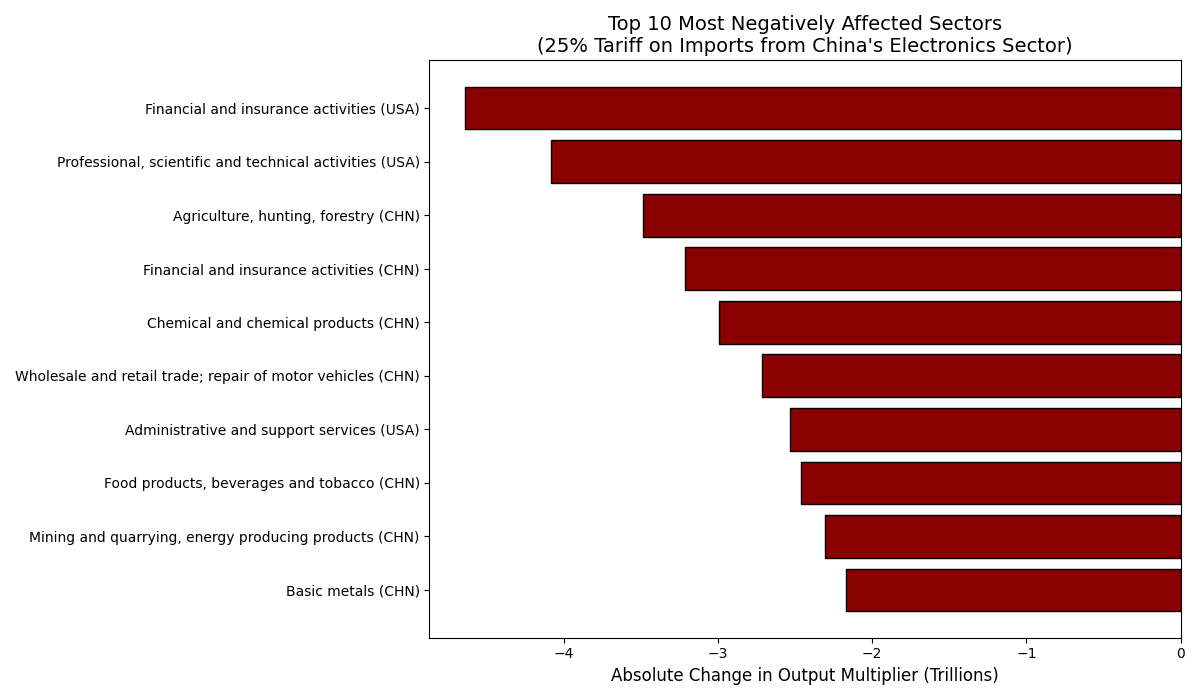 Top 10 Most Negatively Affected Sectors
(25% Tariff on Imports from China's Electronics Sector)
Financial and insurance activities (USA)
Professional, scientific and technical activities (USA)
Agriculture, hunting, forestry (CHN)
Financial and insurance activities (CHN)
Chemical and chemical products (CHN)
Wholesale and retail trade; repair of motor vehicles (CHN)
Administrative and support services (USA)
Food products, beverages and tobacco (CHN)
Mining and quarrying, energy producing products (CHN)
Basic metals (CHN)
−4 −3 −2 −1 0
Absolute Change in Output Multiplier (Trillions)